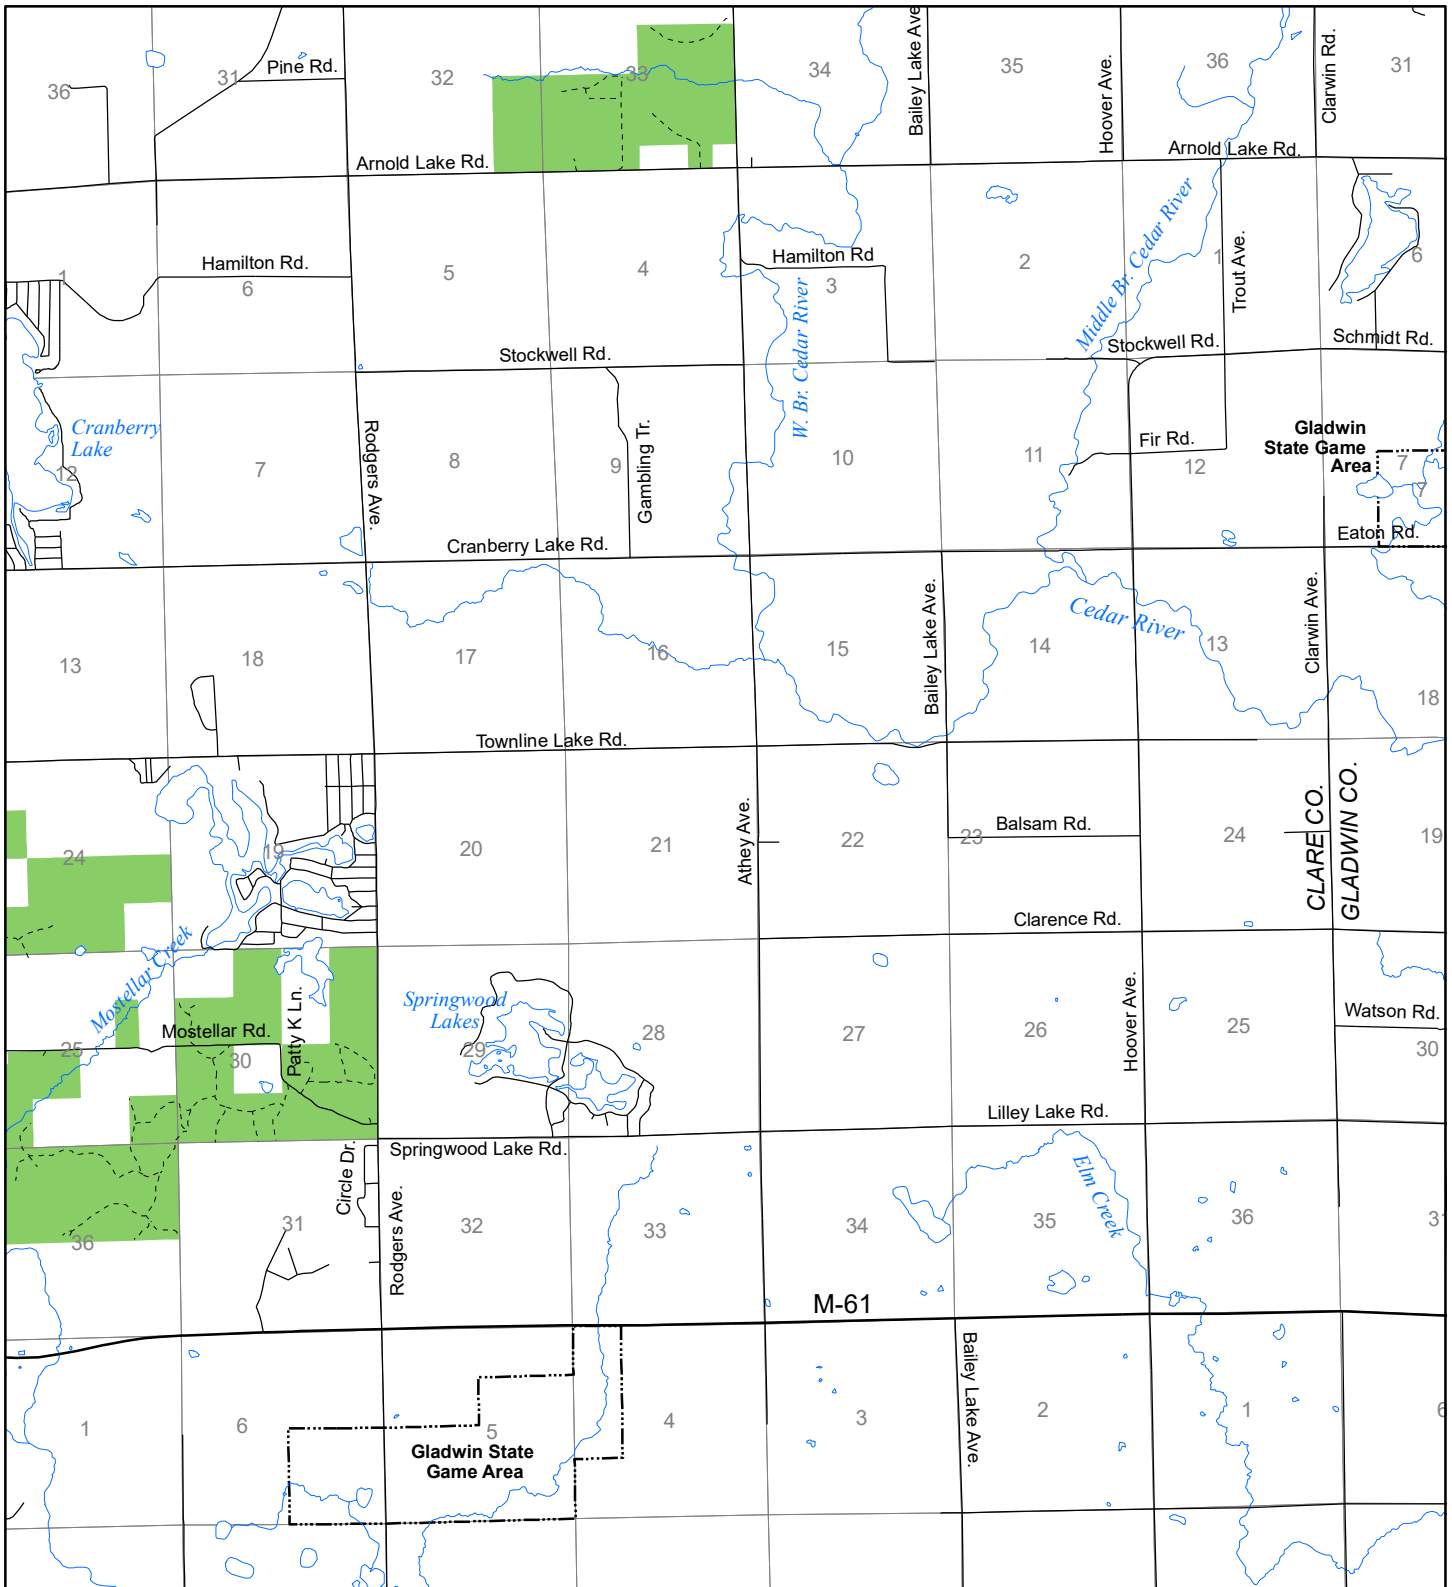 36
31
Pine Rd.
32
33
34
Bailey Lake Ave
35
Hoover Ave.
36
Clarwin Rd.
31
Arnold Lake Rd.
Arnold Lake Rd.
1
Hamilton Rd.
6
5
4
Hamilton Rd
3
2
Middle Br. Cedar River
1
Trout Ave.
6
W. Br. Cedar River
Stockwell Rd.
Stockwell Rd.
Schmidt Rd.
Cranberry
Lake
12
7
Rodgers Ave.
8
9
Gambling Tr.
10
11
Fir Rd.
12
Gladwin
State Game
Area
7
7
Eaton Rd.
Cranberry Lake Rd.
13
18
17
16
15
Bailey Lake Ave.
14
Cedar River
13
Clarwin Ave.
18
Townline Lake Rd.
24
19
20
21
Athey Ave.
22
23
Balsam Rd.
24
CLARE CO.
GLADWIN CO.
19
Clarence Rd.
Mostellar Creek
25
Mostellar Rd.
30
Patty K Ln.
Springwood
Lakes
29
28
27
26
Hoover Ave.
25
Watson Rd.
30
Lilley Lake Rd.
Springwood Lake Rd.
36
31
Circle Dr.
Rodgers Ave.
32
33
34
35
Elm Creek
36
31
M-61
1
6
5
Gladwin State
Game Area
4
3
Bailey Lake Ave.
2
1
6